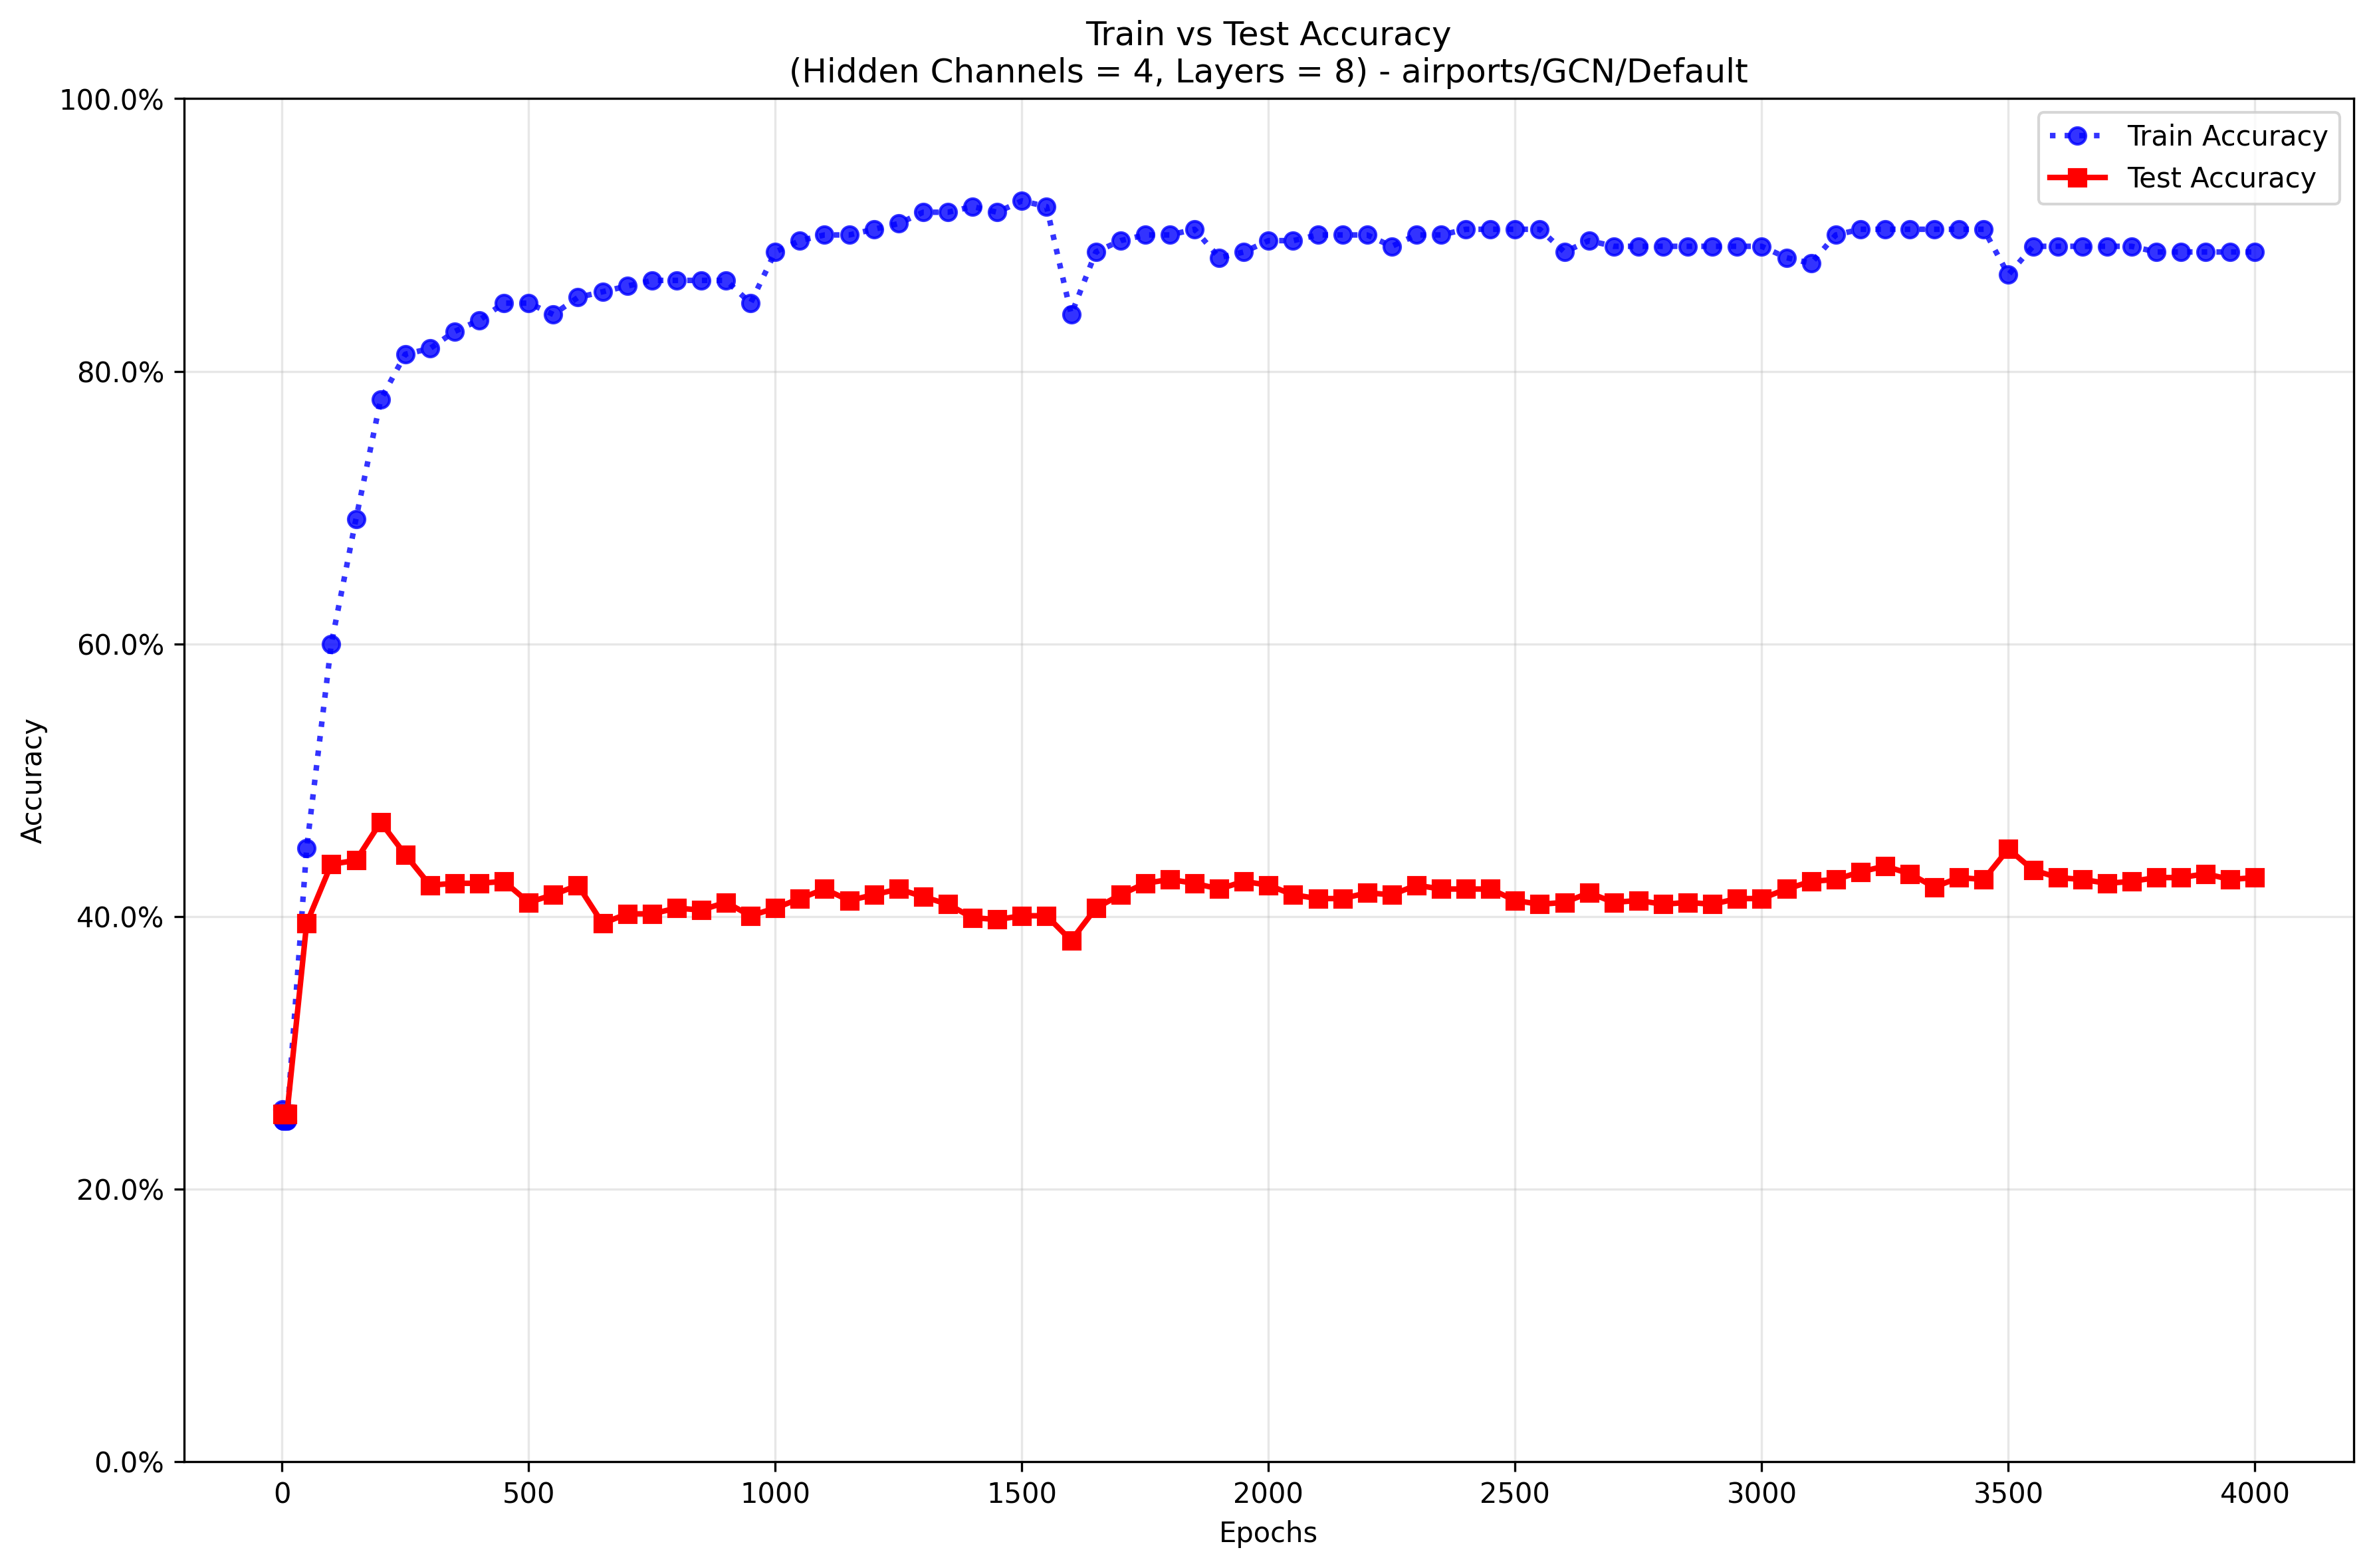 Train vs Test Accuracy
(Hidden Channels = 4, Layers = 8) - airports/GCN/Default
100.0%
80.0%
60.0%
40.0%
20.0%
0.0%
Accuracy
Train Accuracy
Test Accuracy
0
500
1000
1500
2000
2500
3000
3500
4000
Epochs